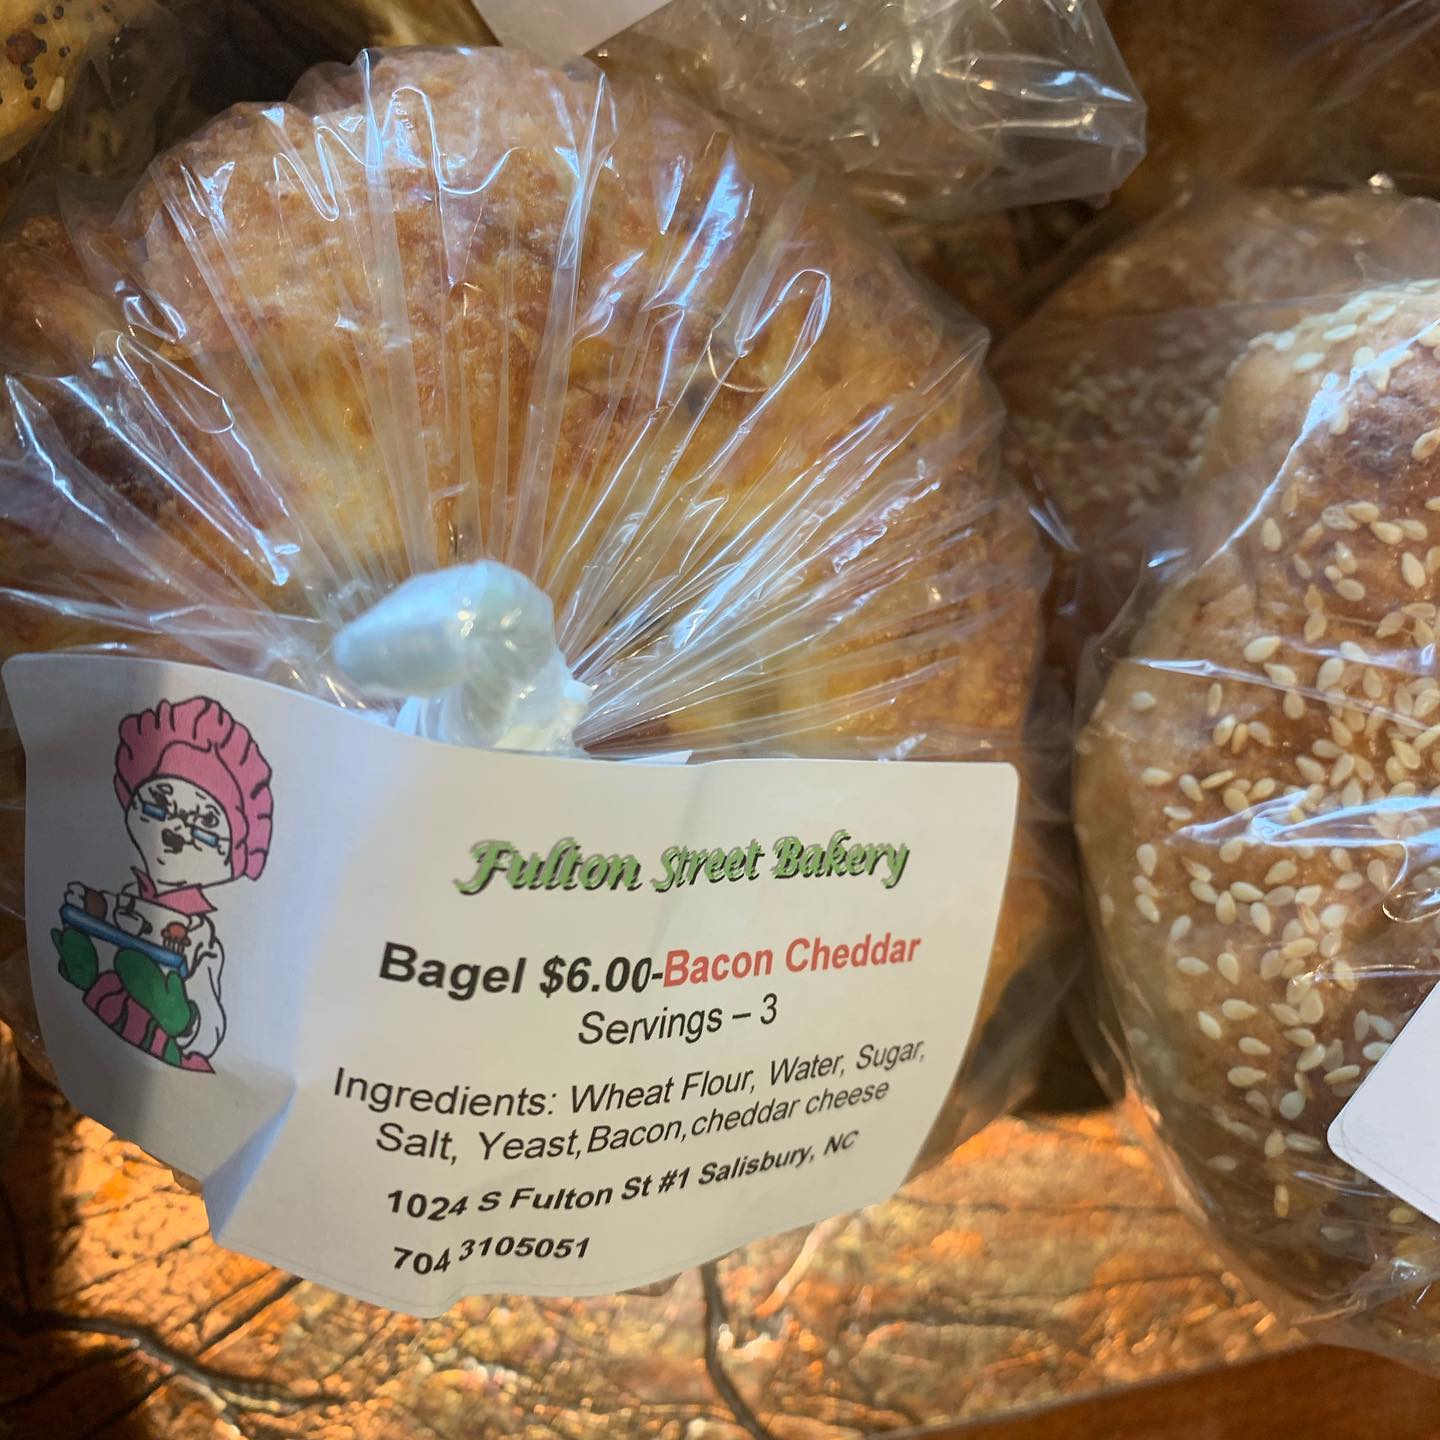 Fulton Street Bakery
Bagel $6.00-Bacon Cheddar
Servings – 3
Ingredients: Wheat Flour, Water, Sugar,
Salt, Yeast,Bacon,cheddar cheese
1024 S Fulton St #1 Salisbury, NC
704 3105051